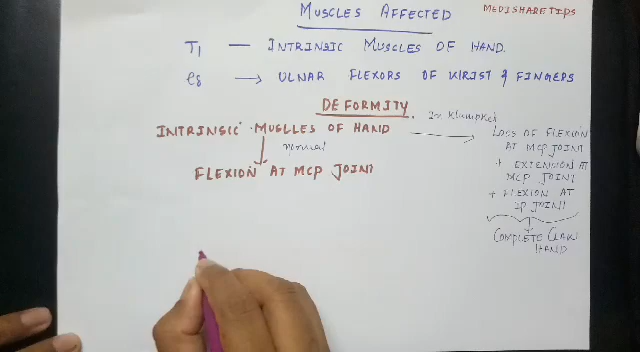 MUSCLES AFFECTED
MEDISHARETIPS
T1 — INTRINSIC MUSCLES OF HAND.
C8 → ULNAR FLEXORS OF WRIST & FINGERS
DEFORMITY.
In Klumpke's
INTRINSIC MUSCLES OF HAND
normal
FLEXION AT MCP JOINT
LOSS OF FLEXION
AT MCP JOINT
+ EXTENSION AT
MCP JOINT
+ FLEXION AT
IP JOINT
COMPLETE CLAW
HAND